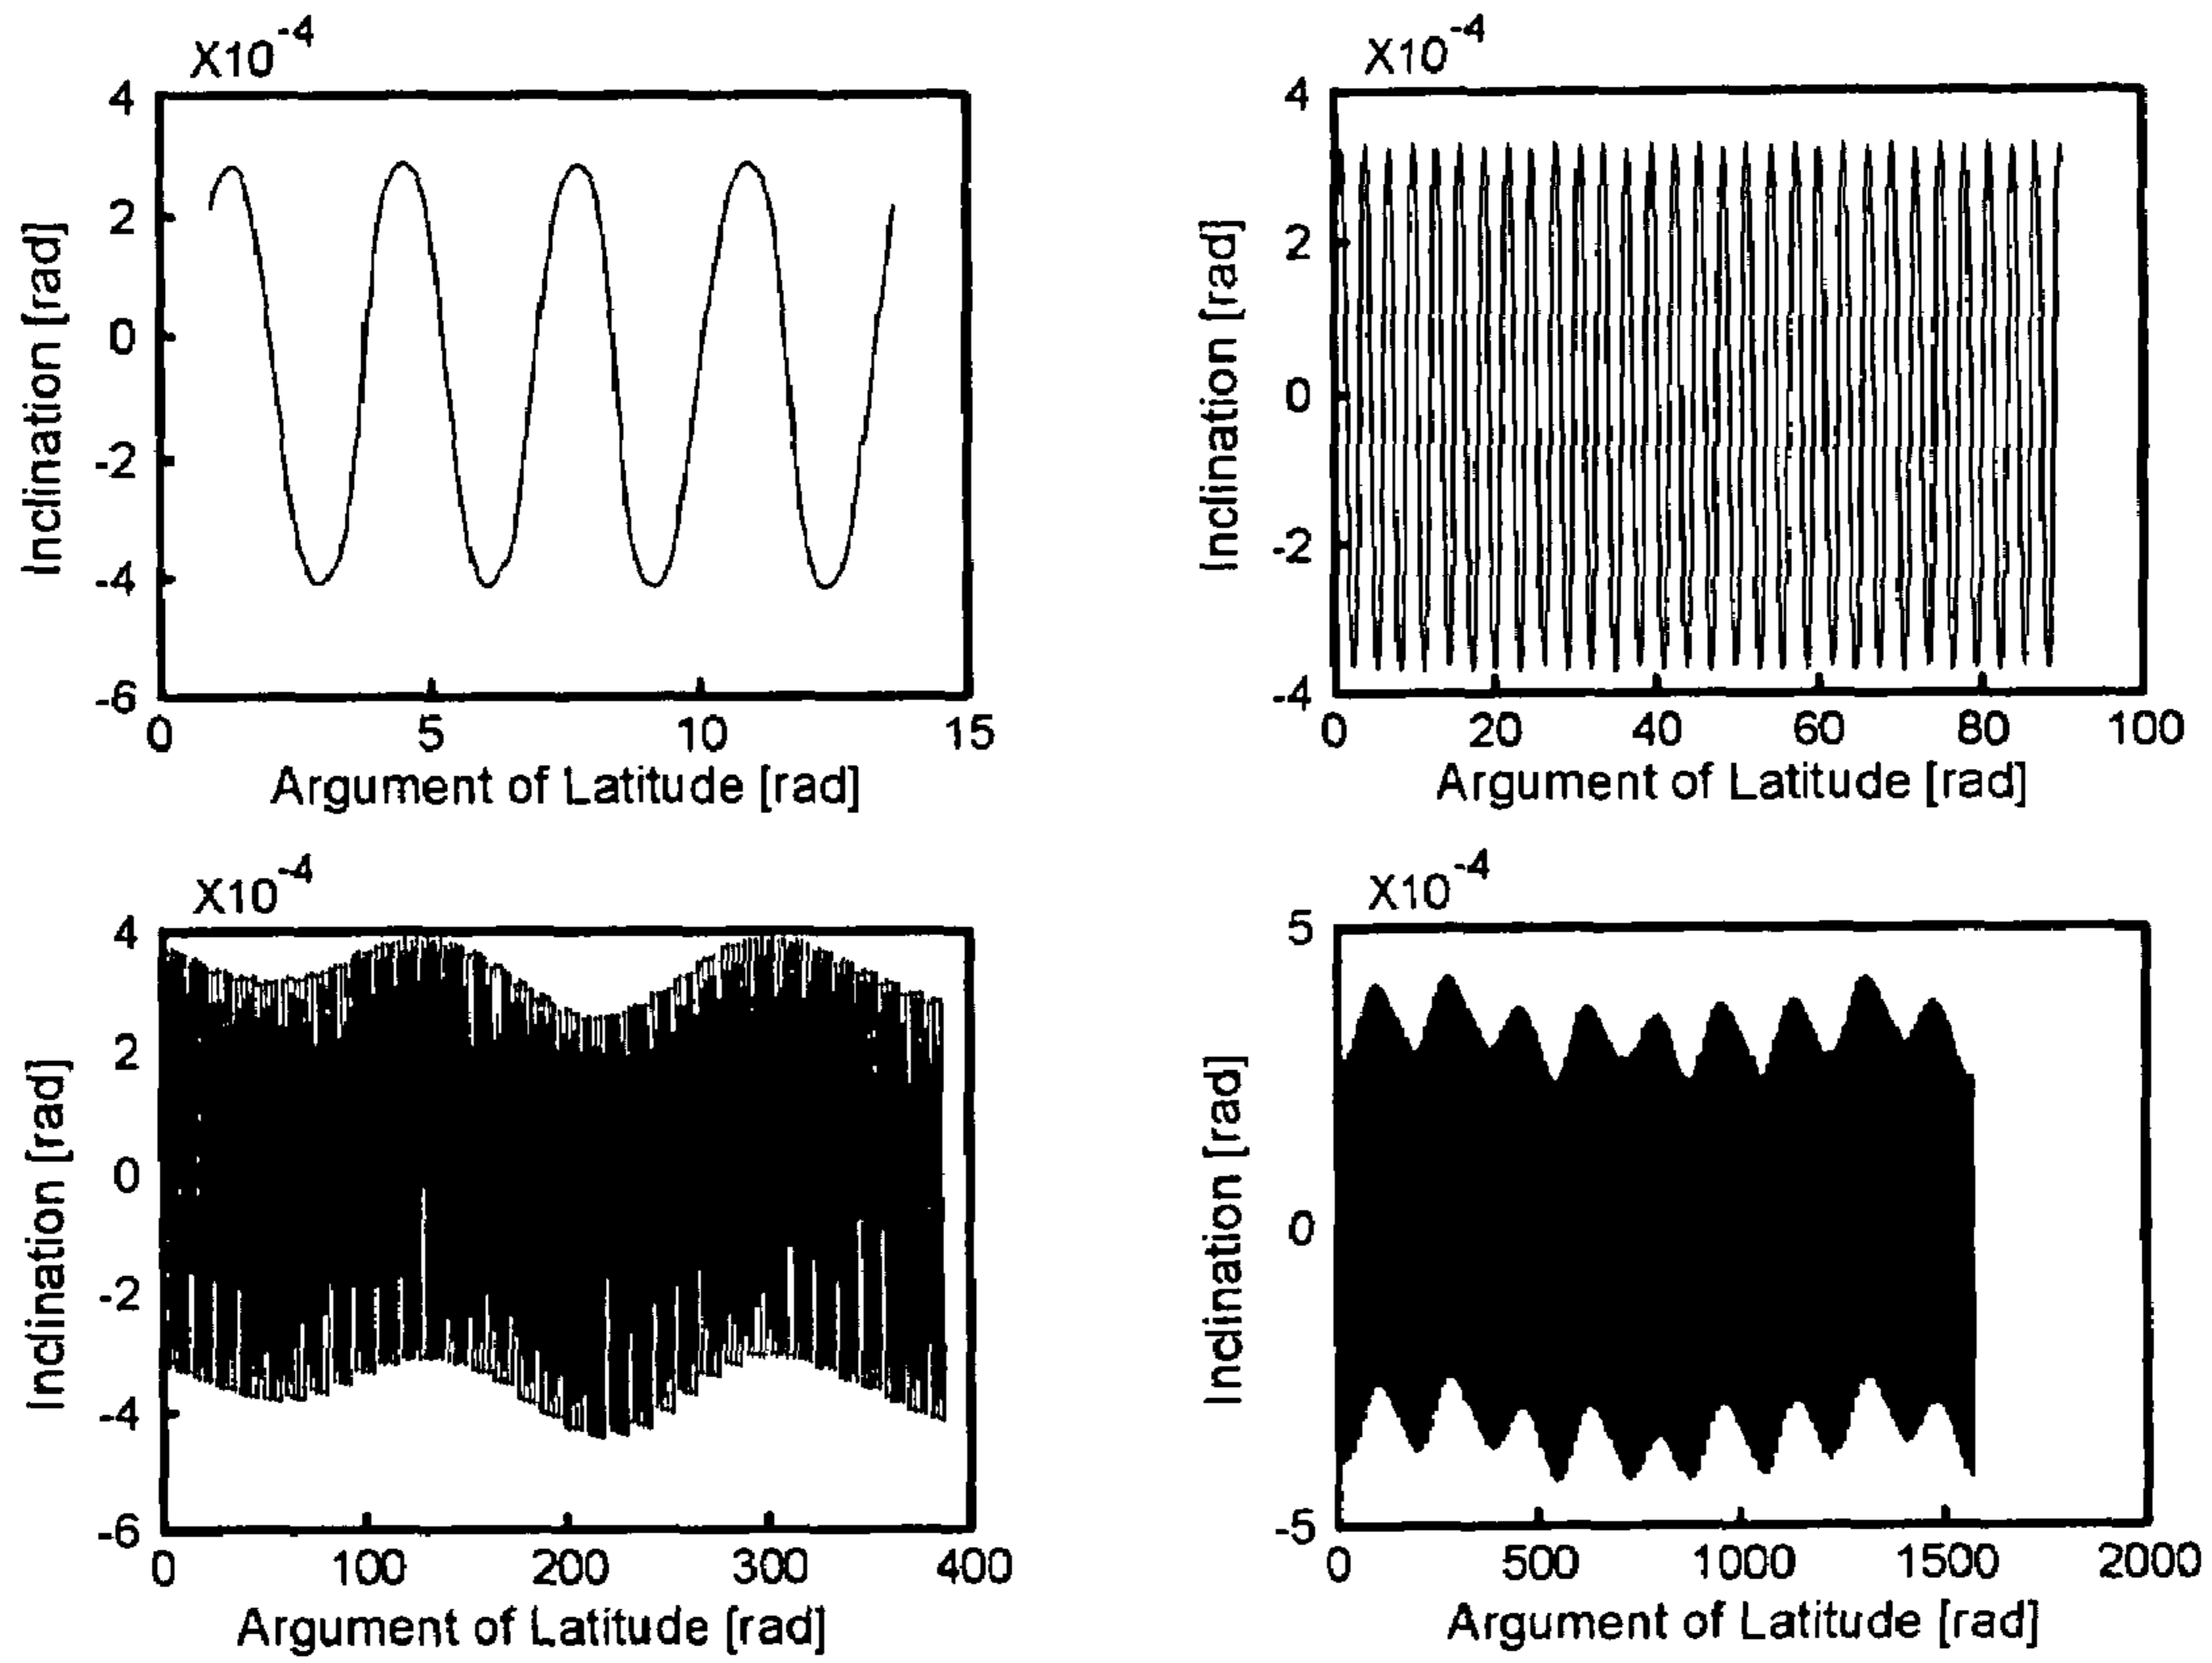 X10-4
4
2
0
-2
-4
-6
0 5 10 15
Inclination [rad]
Argument of Latitude [rad]
X10-4
4
2
0
-2
-4
0 20 40 60 80 100
Inclination [rad]
Argument of Latitude [rad]
X10-4
4
2
0
-2
-4
-6
0 100 200 300 400
Inclination [rad]
Argument of Latitude [rad]
X10-4
5
0
-5
0 500 1000 1500 2000
Inclination [rad]
Argument of Latitude [rad]